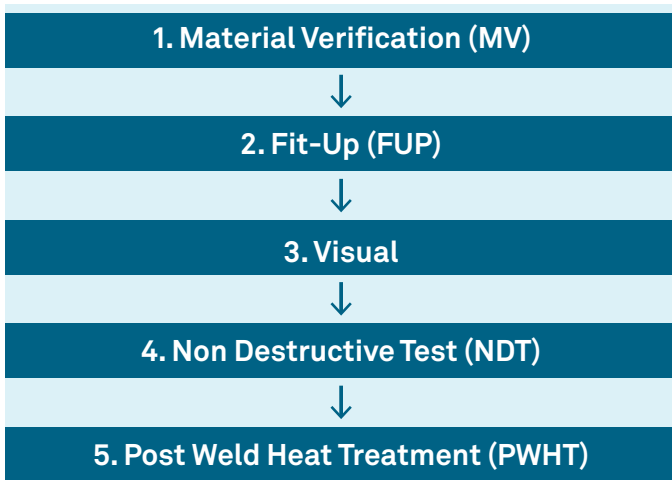 1. Material Verification (MV)
2. Fit-Up (FUP)
3. Visual
4. Non Destructive Test (NDT)
5. Post Weld Heat Treatment (PWHT)